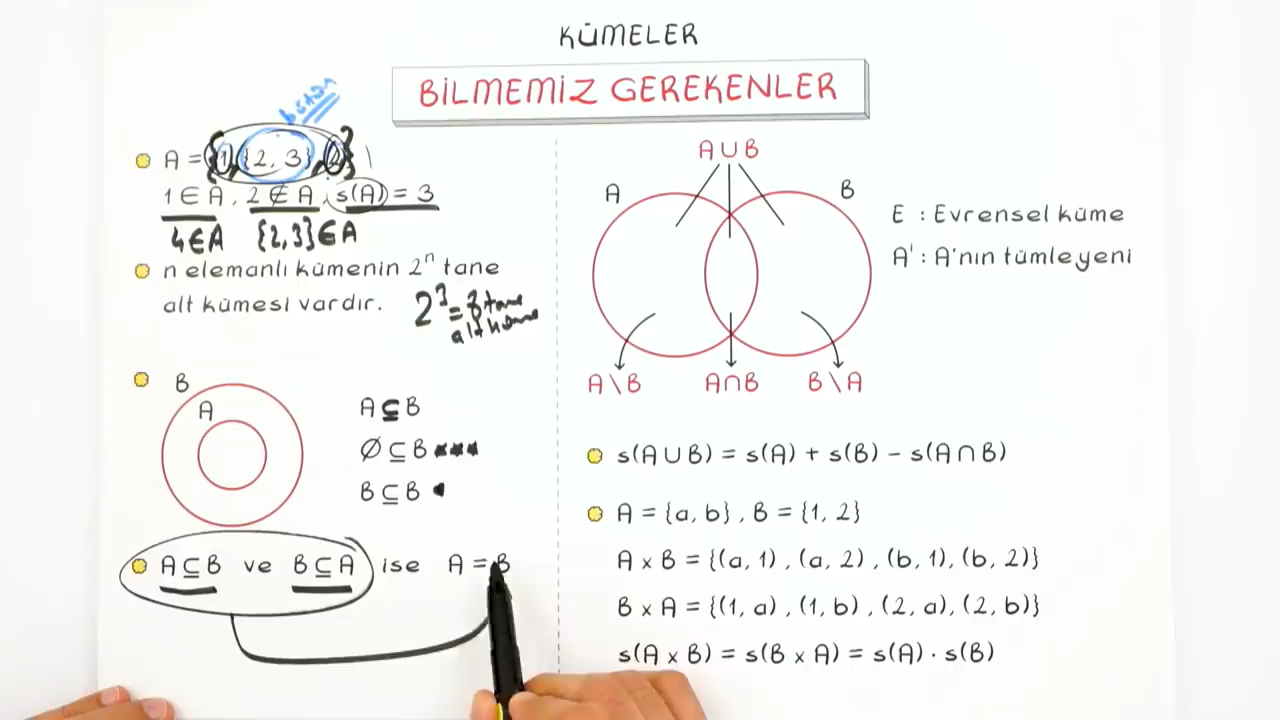 KÜMELER
BİLMEMİZ GEREKENLER
A = {1, {2, 3}, 2}
1 ∈ A, 2 ∉ A, s(A) = 3
4 ∈ A {2,3} ∈ A
n elemanlı kümenin 2ⁿ tane
alt kümesi vardır.
2³ = 8 tane
alt küme
B
A
A ⊆ B
∅ ⊆ B
B ⊆ B
A ⊆ B ve B ⊆ A ise A = B
A ∪ B
A
B
A \ B
A ∩ B
B \ A
E : Evrensel küme
A' : A'nın tümleyeni
s(A ∪ B) = s(A) + s(B) − s(A ∩ B)
A = {a, b}, B = {1, 2}
A × B = {(a, 1), (a, 2), (b, 1), (b, 2)}
B × A = {(1, a), (1, b), (2, a), (2, b)}
s(A × B) = s(B × A) = s(A) · s(B)